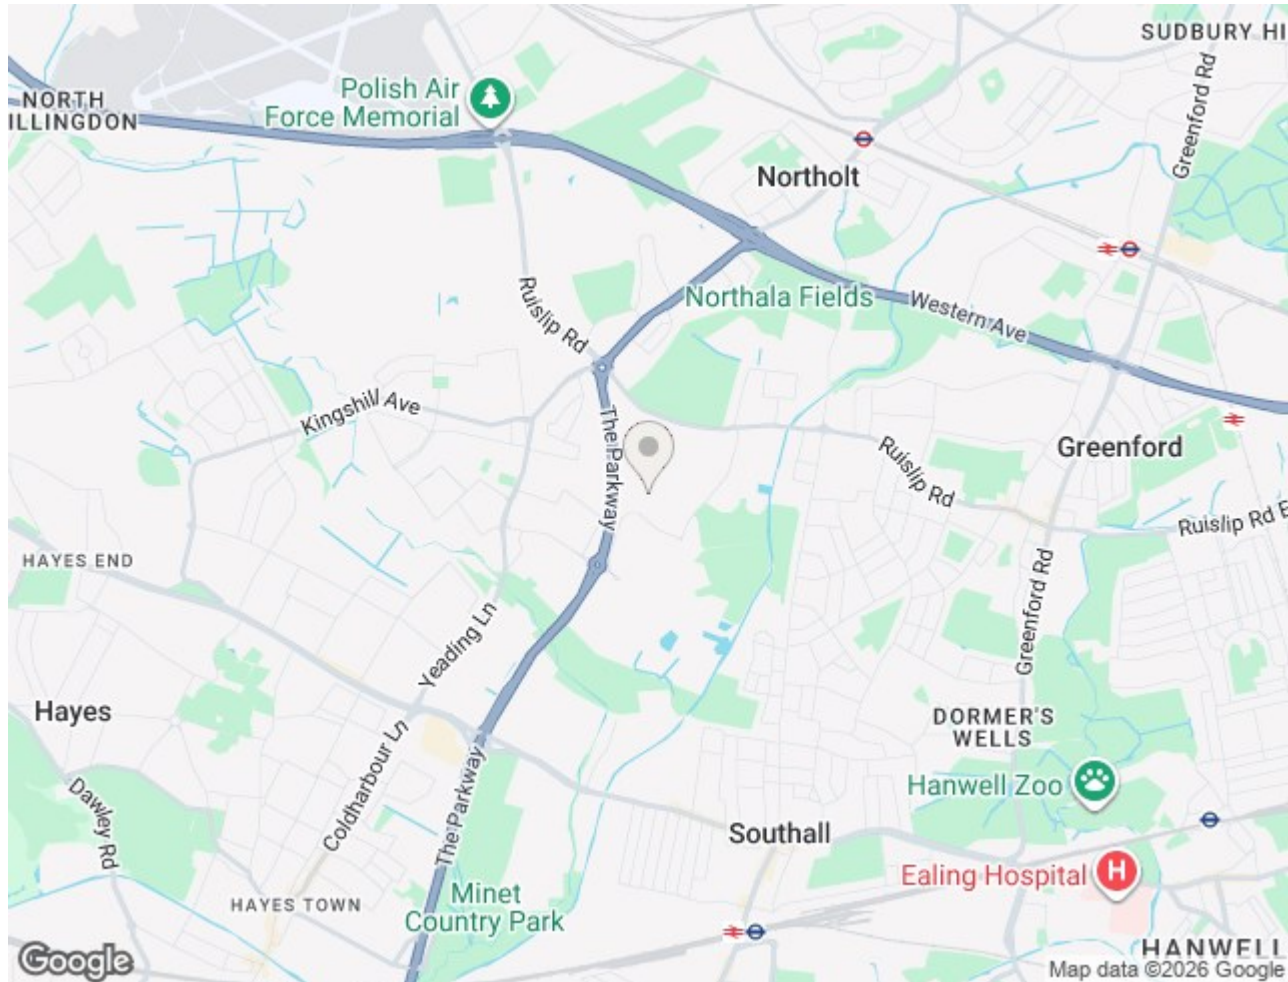 SUDBURY HI
Greenford Rd
Polish Air
Force Memorial
NORTH
ILLINGDON
Northolt
Ruislip Rd
Northala Fields
Western Ave
Kingshill Ave
The Parkway
Greenford
Ruislip Rd
Ruislip Rd E
HAYES END
Greenford Rd
Yeading Ln
Hayes
DORMER'S
WELLS
Coldharbour Ln
Hanwell Zoo
Dawley Rd
The Parkway
Southall
Ealing Hospital
H
Minet
Country Park
HAYES TOWN
HANWELL
Google
Map data ©2026 Google